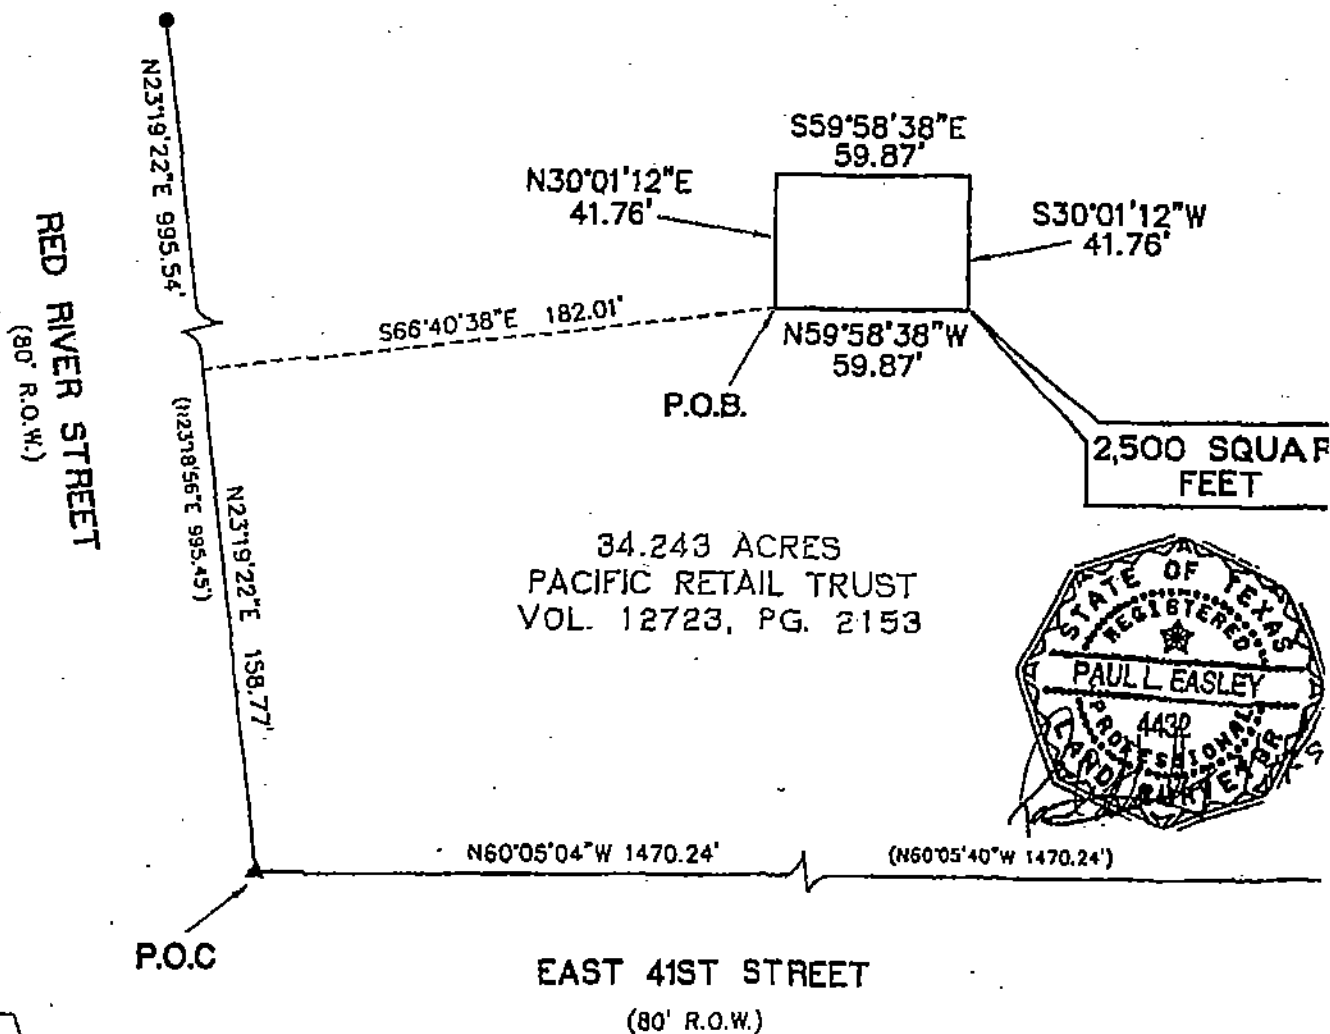 N23°19'22"E 995.54'
RED RIVER STREET
(80' R.O.W.)
S59°58'38"E
59.87'
N30°01'12"E
41.76'
S30°01'12"W
41.76'
S66°40'38"E 182.01'
N59°58'38"W
59.87'
P.O.B.
(N23°18'56"E 995.45')
N23°19'22"E 158.77'
2,500 SQUAR
FEET
34.243 ACRES
PACIFIC RETAIL TRUST
VOL. 12723, PG. 2153
STATE OF TEXAS
REGISTERED
PAUL L. EASLEY
4432
PROFESSIONAL
LAND
N60°05'04"W 1470.24'
(N60°05'40"W 1470.24')
P.O.C
EAST 41ST STREET
(80' R.O.W.)